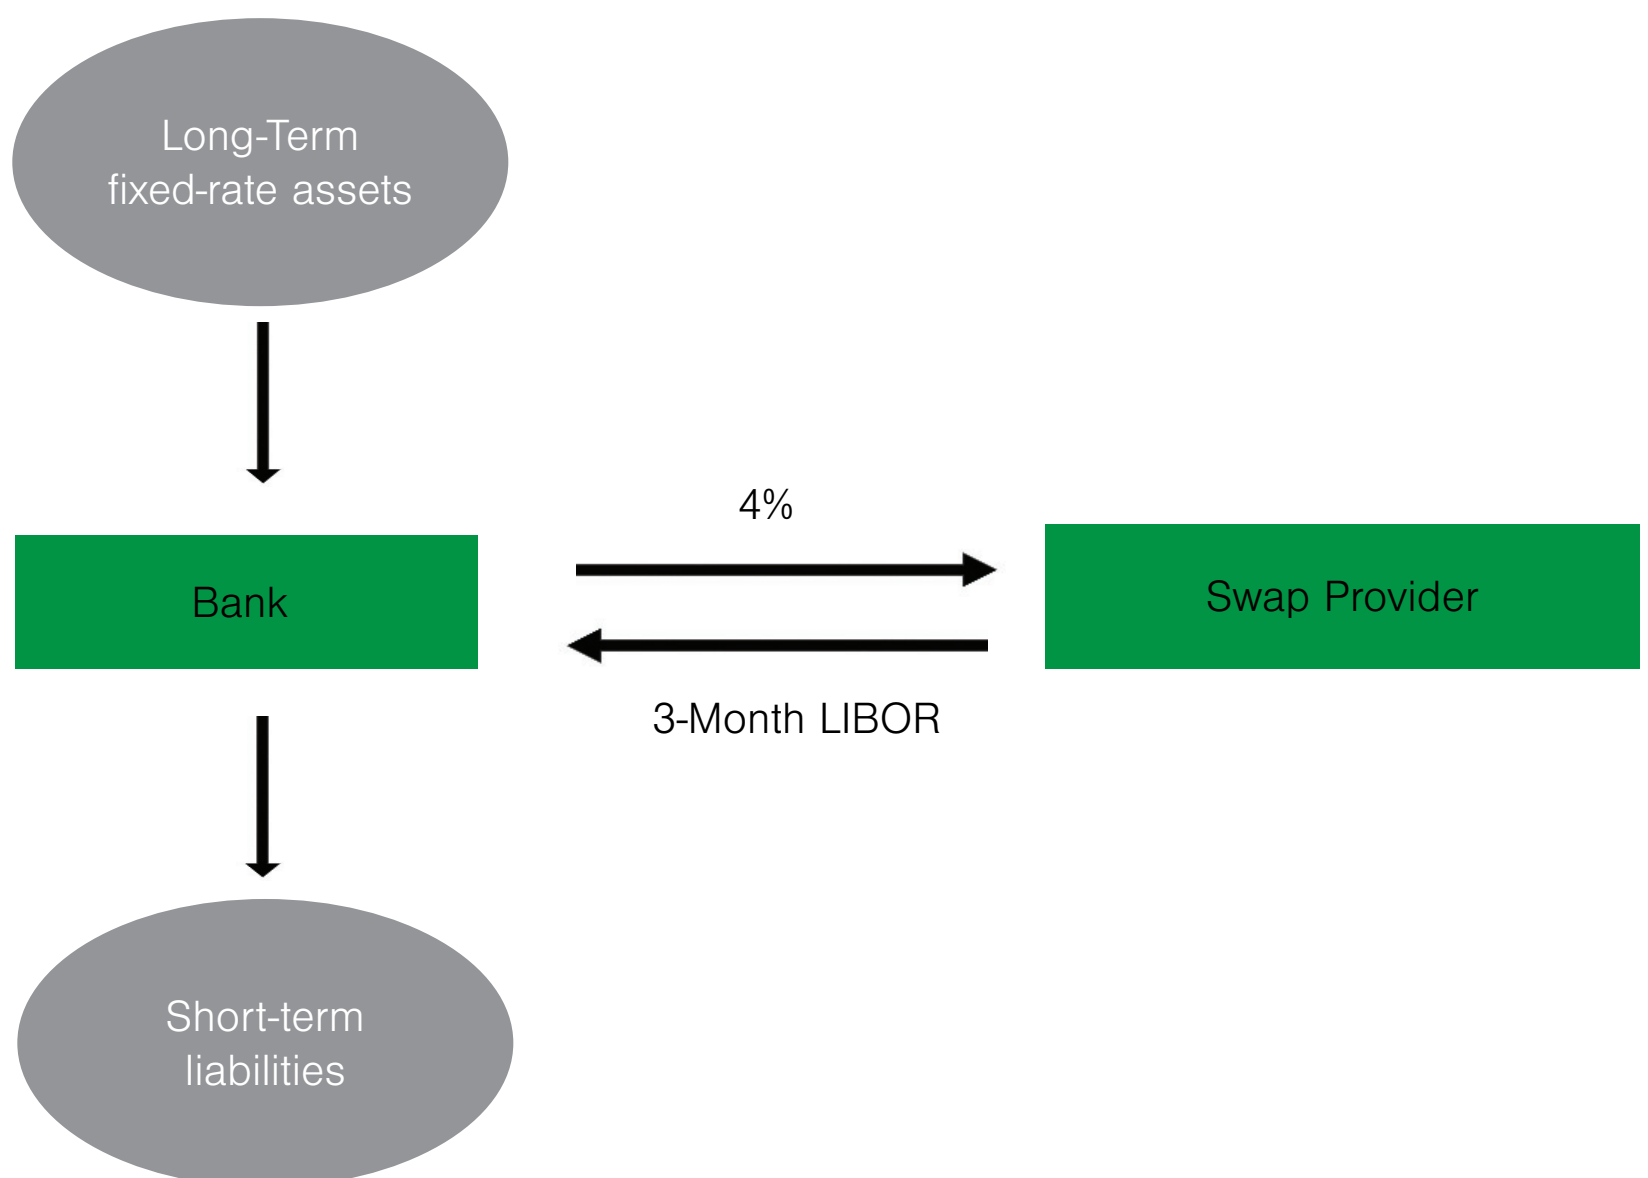 Long-Term
fixed-rate assets
4%
Bank
Swap Provider
3-Month LIBOR
Short-term
liabilities